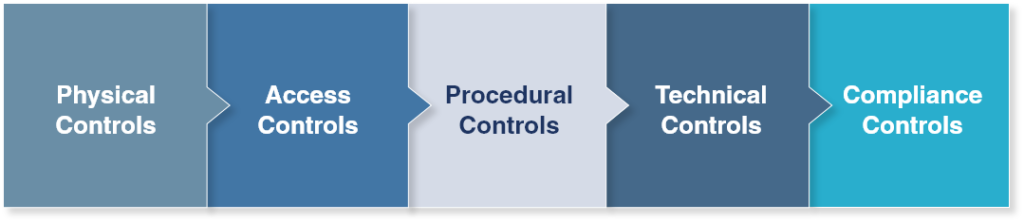 Physical
Controls
Access
Controls
Procedural
Controls
Technical
Controls
Compliance
Controls